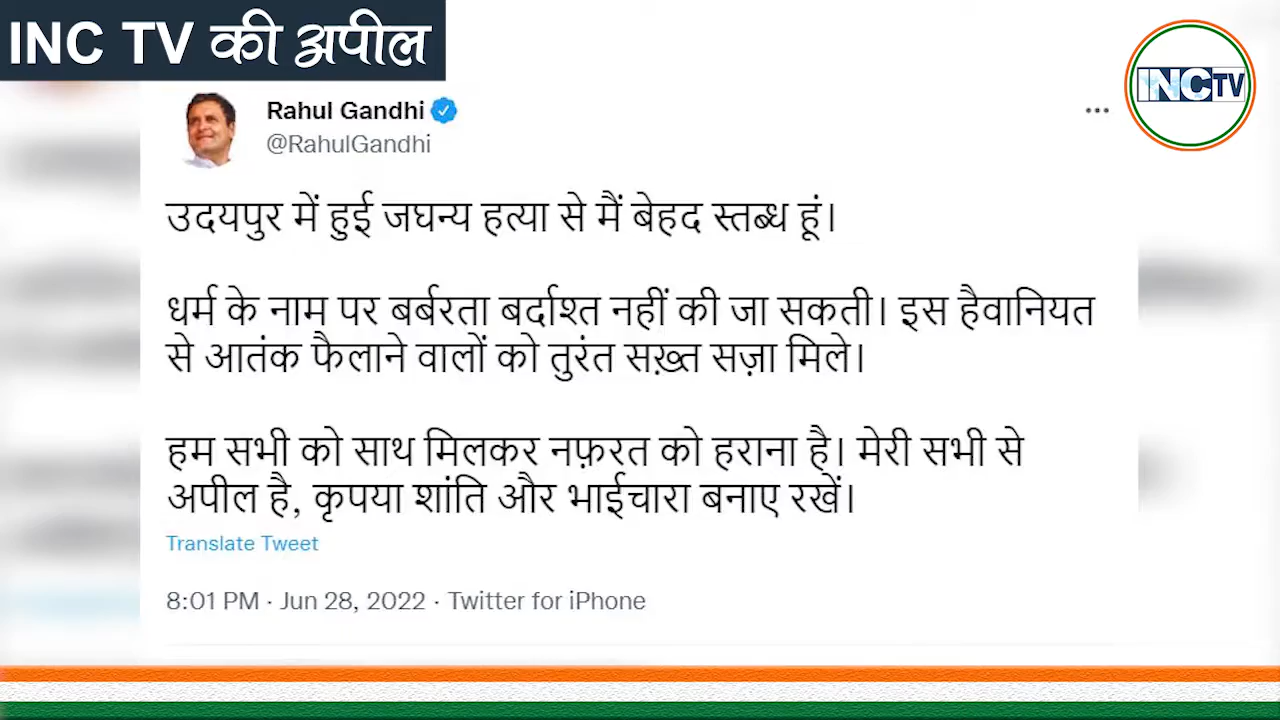 INC TV की अपील
INC TV
Rahul Gandhi
@RahulGandhi
उदयपुर में हुई जघन्य हत्या से मैं बेहद स्तब्ध हूं।
धर्म के नाम पर बर्बरता बर्दाश्त नहीं की जा सकती। इस हैवानियत
से आतंक फैलाने वालों को तुरंत सख़्त सज़ा मिले।
हम सभी को साथ मिलकर नफ़रत को हराना है। मेरी सभी से
अपील है, कृपया शांति और भाईचारा बनाए रखें।
Translate Tweet
8:01 PM · Jun 28, 2022 · Twitter for iPhone